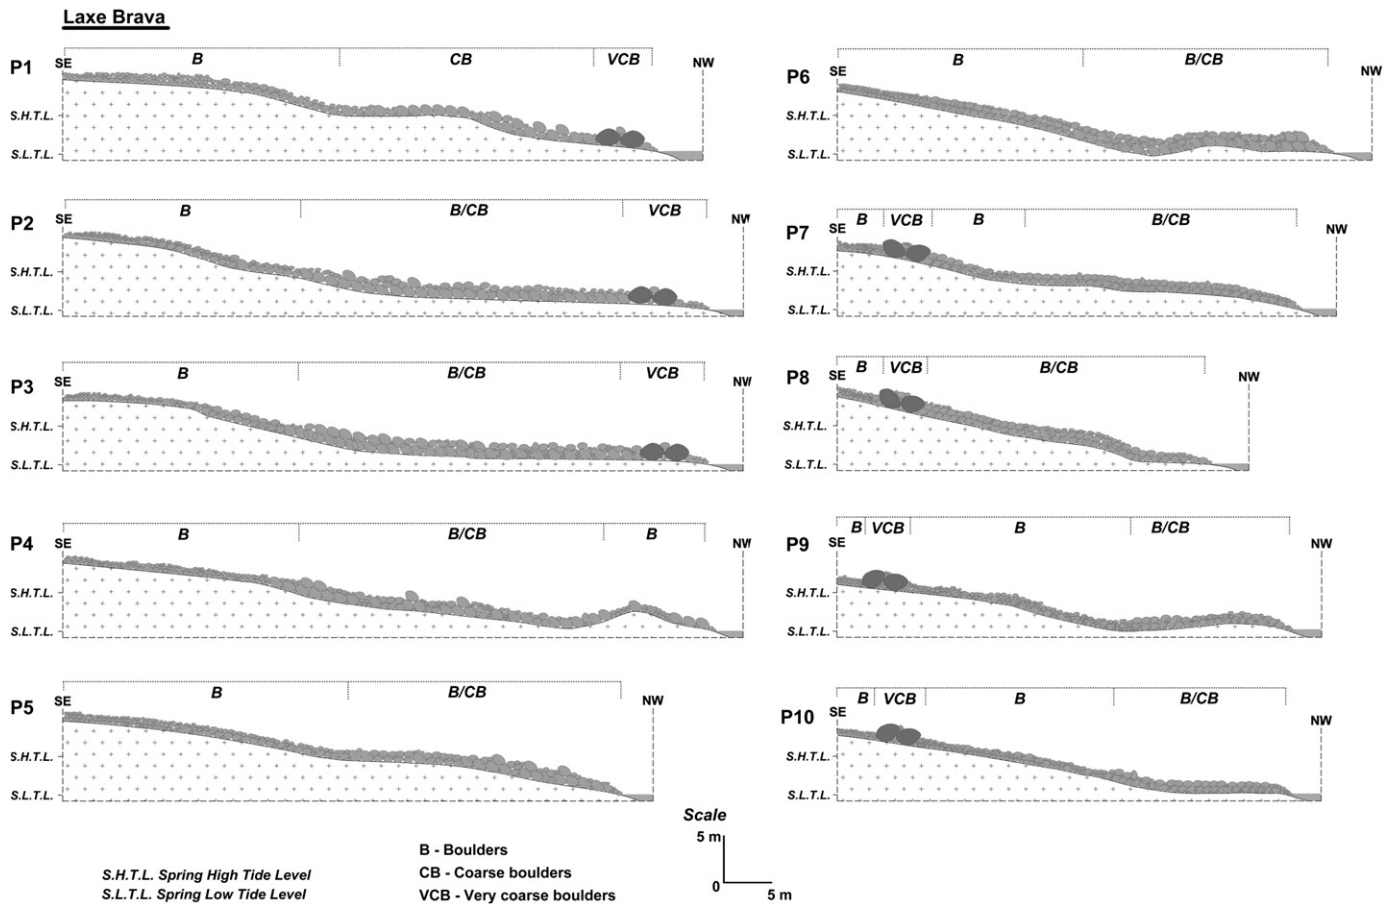 Laxe Brava
P1 SE B CB VCB NW
S.H.T.L.
S.L.T.L.
P2 SE B B/CB VCB NW
S.H.T.L.
S.L.T.L.
P3 SE B B/CB VCB NW
S.H.T.L.
S.L.T.L.
P4 SE B B/CB B NW
S.H.T.L.
S.L.T.L.
P5 SE B B/CB NW
S.H.T.L.
S.L.T.L.
P6 SE B B/CB NW
S.H.T.L.
S.L.T.L.
P7 SE B VCB B B/CB NW
S.H.T.L.
S.L.T.L.
P8 SE B VCB B/CB NW
S.H.T.L.
S.L.T.L.
P9 SE B VCB B B/CB NW
S.H.T.L.
S.L.T.L.
P10 SE B VCB B B/CB NW
S.H.T.L.
S.L.T.L.
S.H.T.L. Spring High Tide Level
S.L.T.L. Spring Low Tide Level
B - Boulders
CB - Coarse boulders
VCB - Very coarse boulders
Scale
5 m
0
5 m